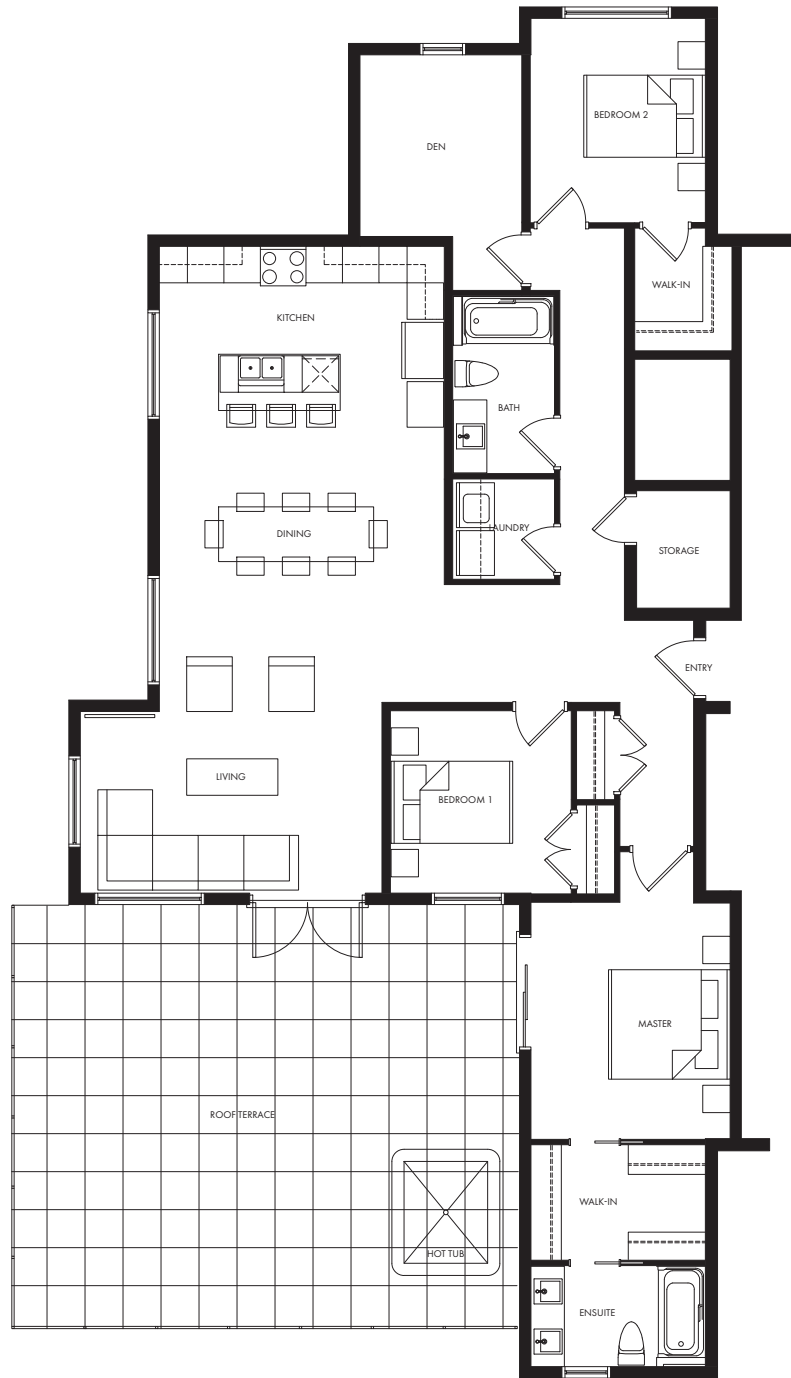 BEDROOM 2
DEN
WALK-IN
KITCHEN
BATH
LAUNDRY
DINING
STORAGE
ENTRY
LIVING
BEDROOM 1
MASTER
ROOF TERRACE
WALK-IN
HOT TUB
ENSUITE